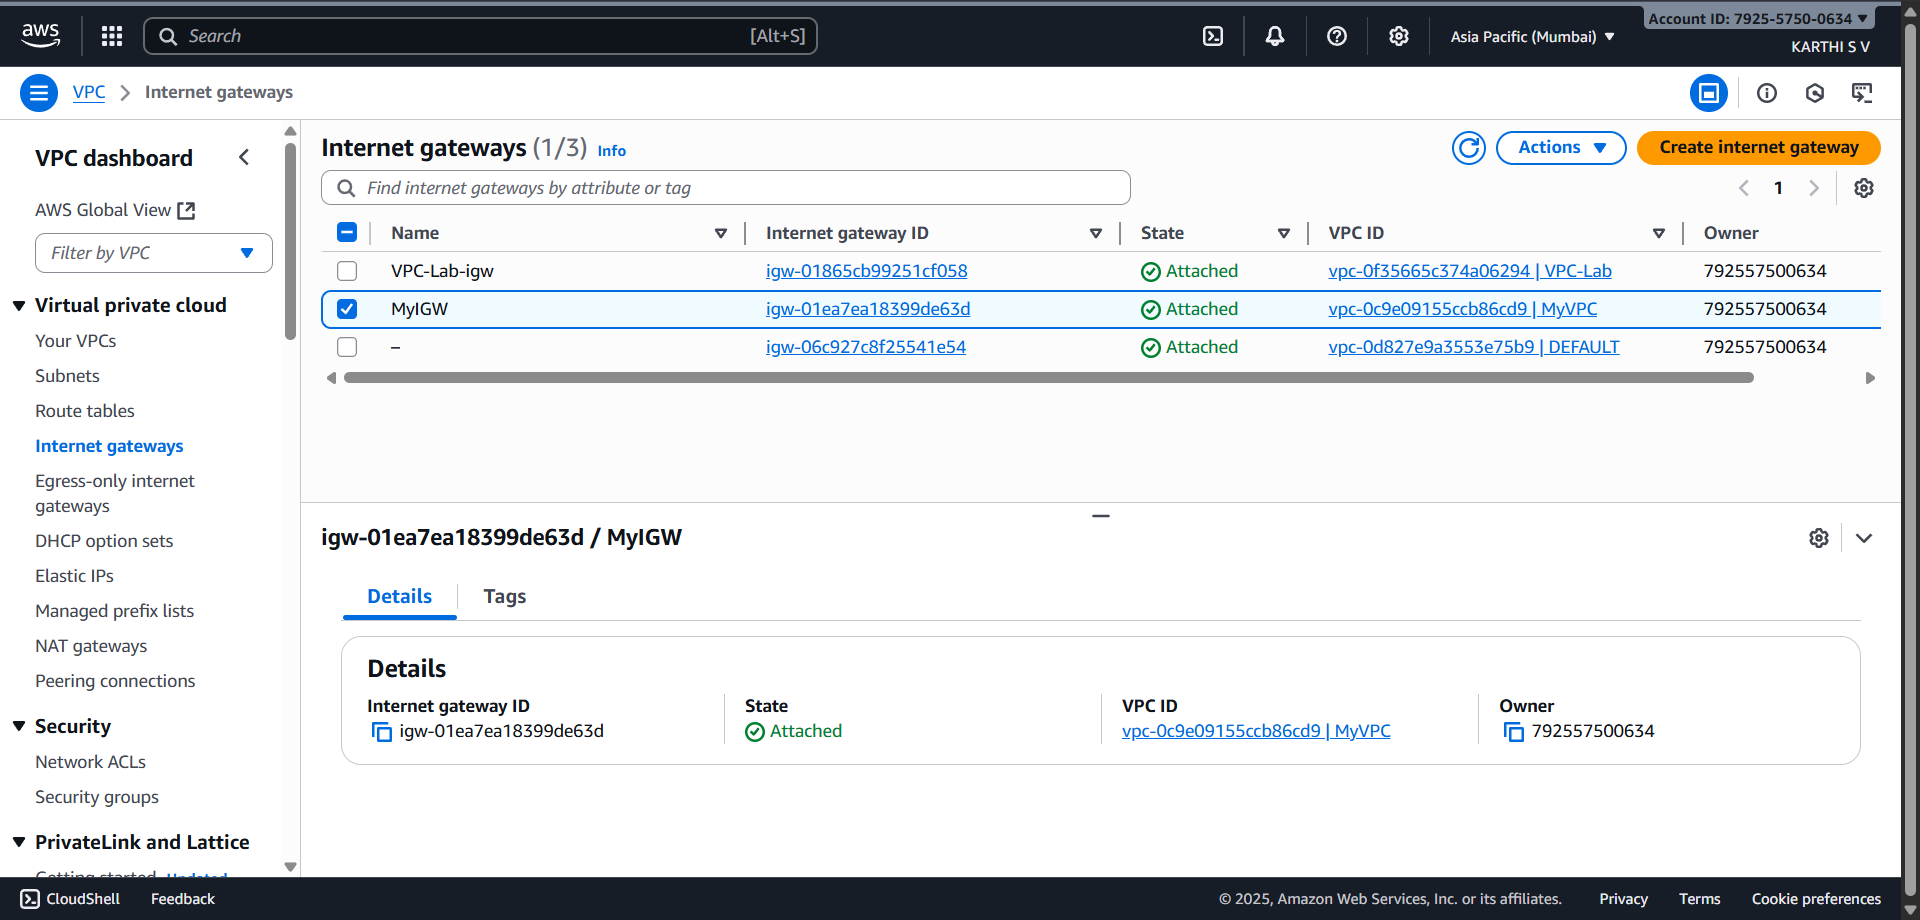 aws
Search [Alt+S]
Asia Pacific (Mumbai)
Account ID: 7925-5750-0634
KARTHI S V
VPC Internet gateways
VPC dashboard
AWS Global View
Filter by VPC
Virtual private cloud
Your VPCs
Subnets
Route tables
Internet gateways
Egress-only internet
gateways
DHCP option sets
Elastic IPs
Managed prefix lists
NAT gateways
Peering connections
Security
Network ACLs
Security groups
PrivateLink and Lattice
Getting started Updated
Internet gateways (1/3) Info
Actions
Create internet gateway
Find internet gateways by attribute or tag
1
Name Internet gateway ID State VPC ID Owner
VPC-Lab-igw igw-01865cb99251cf058 Attached vpc-0f35665c374a06294 | VPC-Lab 792557500634
MyIGW igw-01ea7ea18399de63d Attached vpc-0c9e09155ccb86cd9 | MyVPC 792557500634
– igw-06c927c8f25541e54 Attached vpc-0d827e9a3553e75b9 | DEFAULT 792557500634
igw-01ea7ea18399de63d / MyIGW
Details Tags
Details
Internet gateway ID State VPC ID Owner
igw-01ea7ea18399de63d Attached vpc-0c9e09155ccb86cd9 | MyVPC 792557500634
CloudShell Feedback © 2025, Amazon Web Services, Inc. or its affiliates. Privacy Terms Cookie preferences